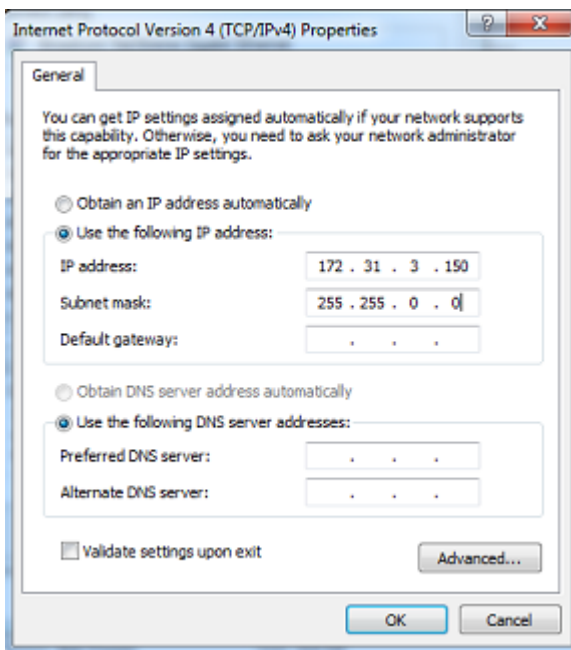 Internet Protocol Version 4 (TCP/IPv4) Properties
General
You can get IP settings assigned automatically if your network supports
this capability. Otherwise, you need to ask your network administrator
for the appropriate IP settings.
Obtain an IP address automatically
Use the following IP address:
IP address: 172 . 31 . 3 . 150
Subnet mask: 255 . 255 . 0 . 0
Default gateway: . . .
Obtain DNS server address automatically
Use the following DNS server addresses:
Preferred DNS server: . . .
Alternate DNS server: . . .
Validate settings upon exit
Advanced...
OK Cancel